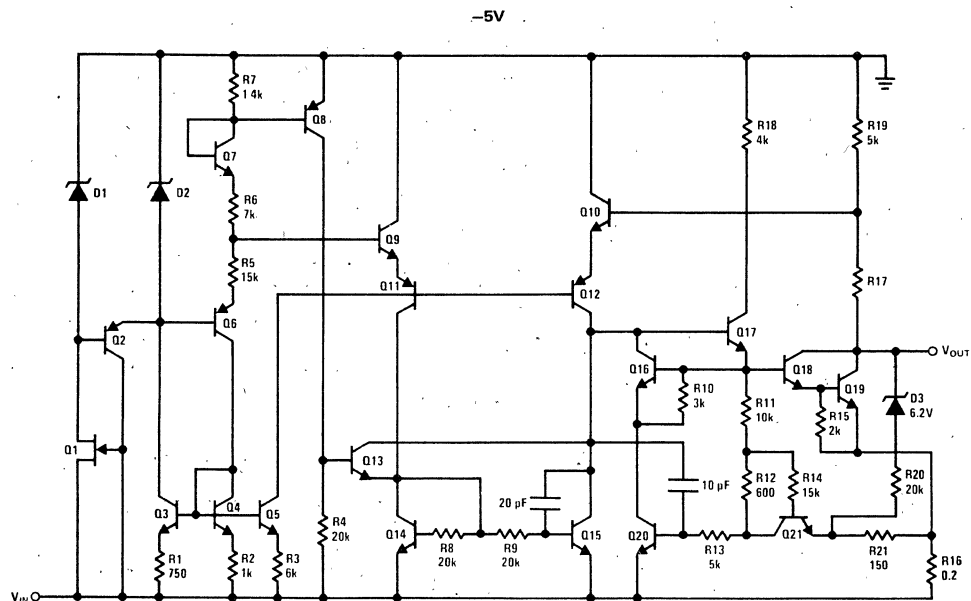 −5V
R7
1 4k
Q8
Q7
R18
4k
R19
5k
D1
D2
R6
7k
Q9
Q10
R5
15k
Q11
Q12
R17
Q2
Q6
Q17
VOUT
Q16
Q18
Q19
R10
3k
R11
10k
R15
2k
D3
6.2V
Q1
Q13
R20
20k
Q3
Q4
Q5
20 pF
10 µF
R12
600
R14
15k
R4
20k
Q14
R8
20k
R9
20k
Q15
Q20
R13
5k
Q21
R21
150
R1
750
R2
1k
R3
6k
R16
0.2
VIN